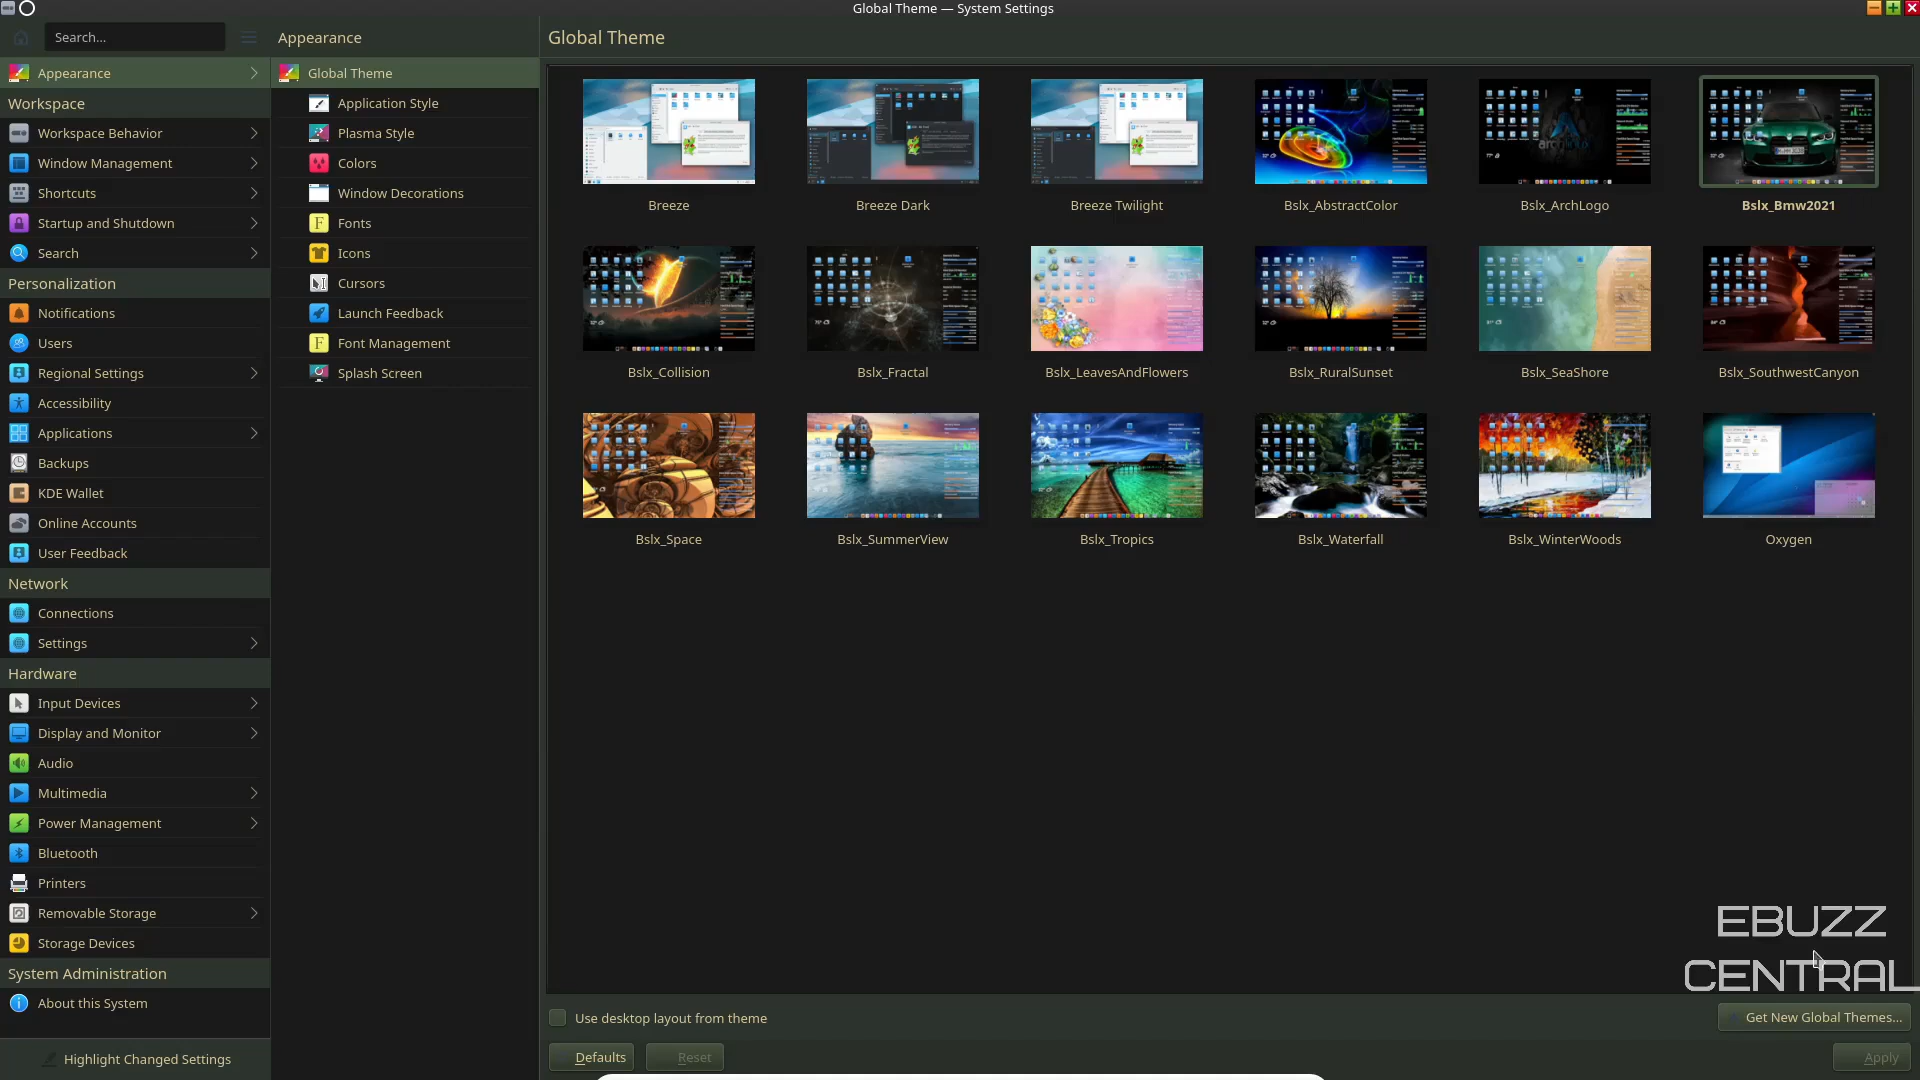 Global Theme — System Settings
Search...
Appearance
Workspace
Workspace Behavior
Window Management
Shortcuts
Startup and Shutdown
Search
Personalization
Notifications
Users
Regional Settings
Accessibility
Applications
Backups
KDE Wallet
Online Accounts
User Feedback
Network
Connections
Settings
Hardware
Input Devices
Display and Monitor
Audio
Multimedia
Power Management
Bluetooth
Printers
Removable Storage
Storage Devices
System Administration
About this System
Highlight Changed Settings
Appearance
Global Theme
Application Style
Plasma Style
Colors
Window Decorations
Fonts
Icons
Cursors
Launch Feedback
Font Management
Splash Screen
Global Theme
Breeze
Breeze Dark
Breeze Twilight
Bslx_AbstractColor
Bslx_ArchLogo
Bslx_Bmw2021
Bslx_Collision
Bslx_Fractal
Bslx_LeavesAndFlowers
Bslx_RuralSunset
Bslx_SeaShore
Bslx_SouthwestCanyon
Bslx_Space
Bslx_SummerView
Bslx_Tropics
Bslx_Waterfall
Bslx_WinterWoods
Oxygen
EBUZZ
CENTRAL
Use desktop layout from theme
Get New Global Themes...
Defaults
Reset
Apply